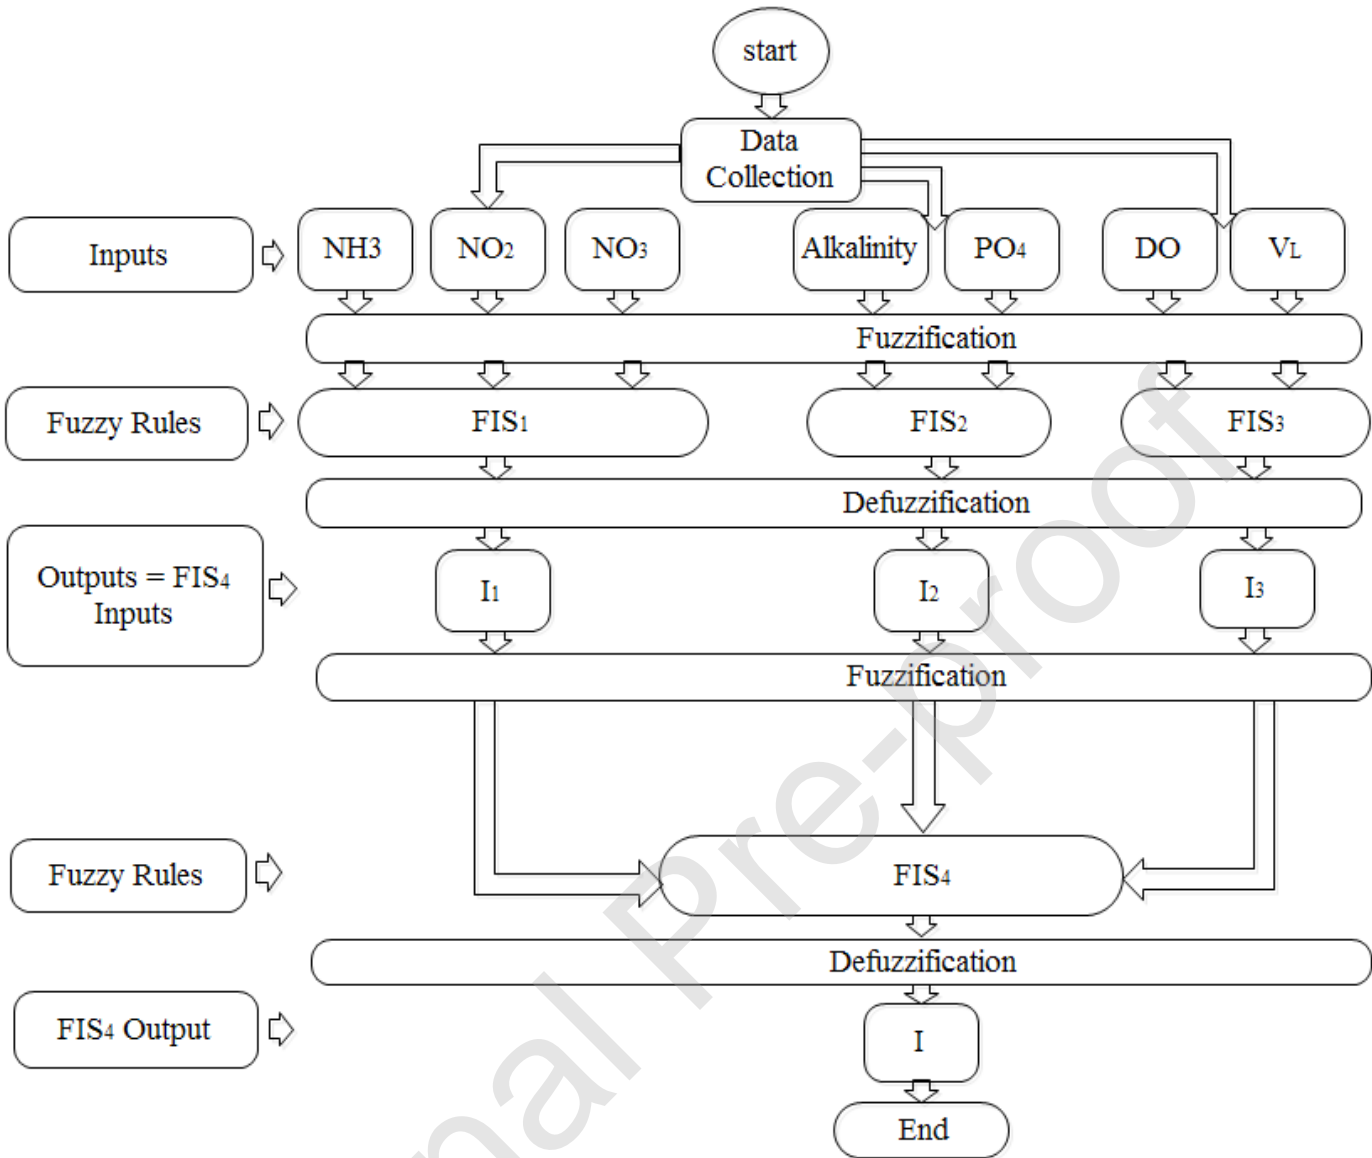 start
Data
Collection
Inputs
NH3
NO2
NO3
Alkalinity
PO4
DO
VL
Fuzzification
Fuzzy Rules
FIS1
FIS2
FIS3
Defuzzification
Outputs = FIS4
Inputs
I1
I2
I3
Fuzzification
Fuzzy Rules
FIS4
Defuzzification
FIS4 Output
I
End
nal Pre-proof